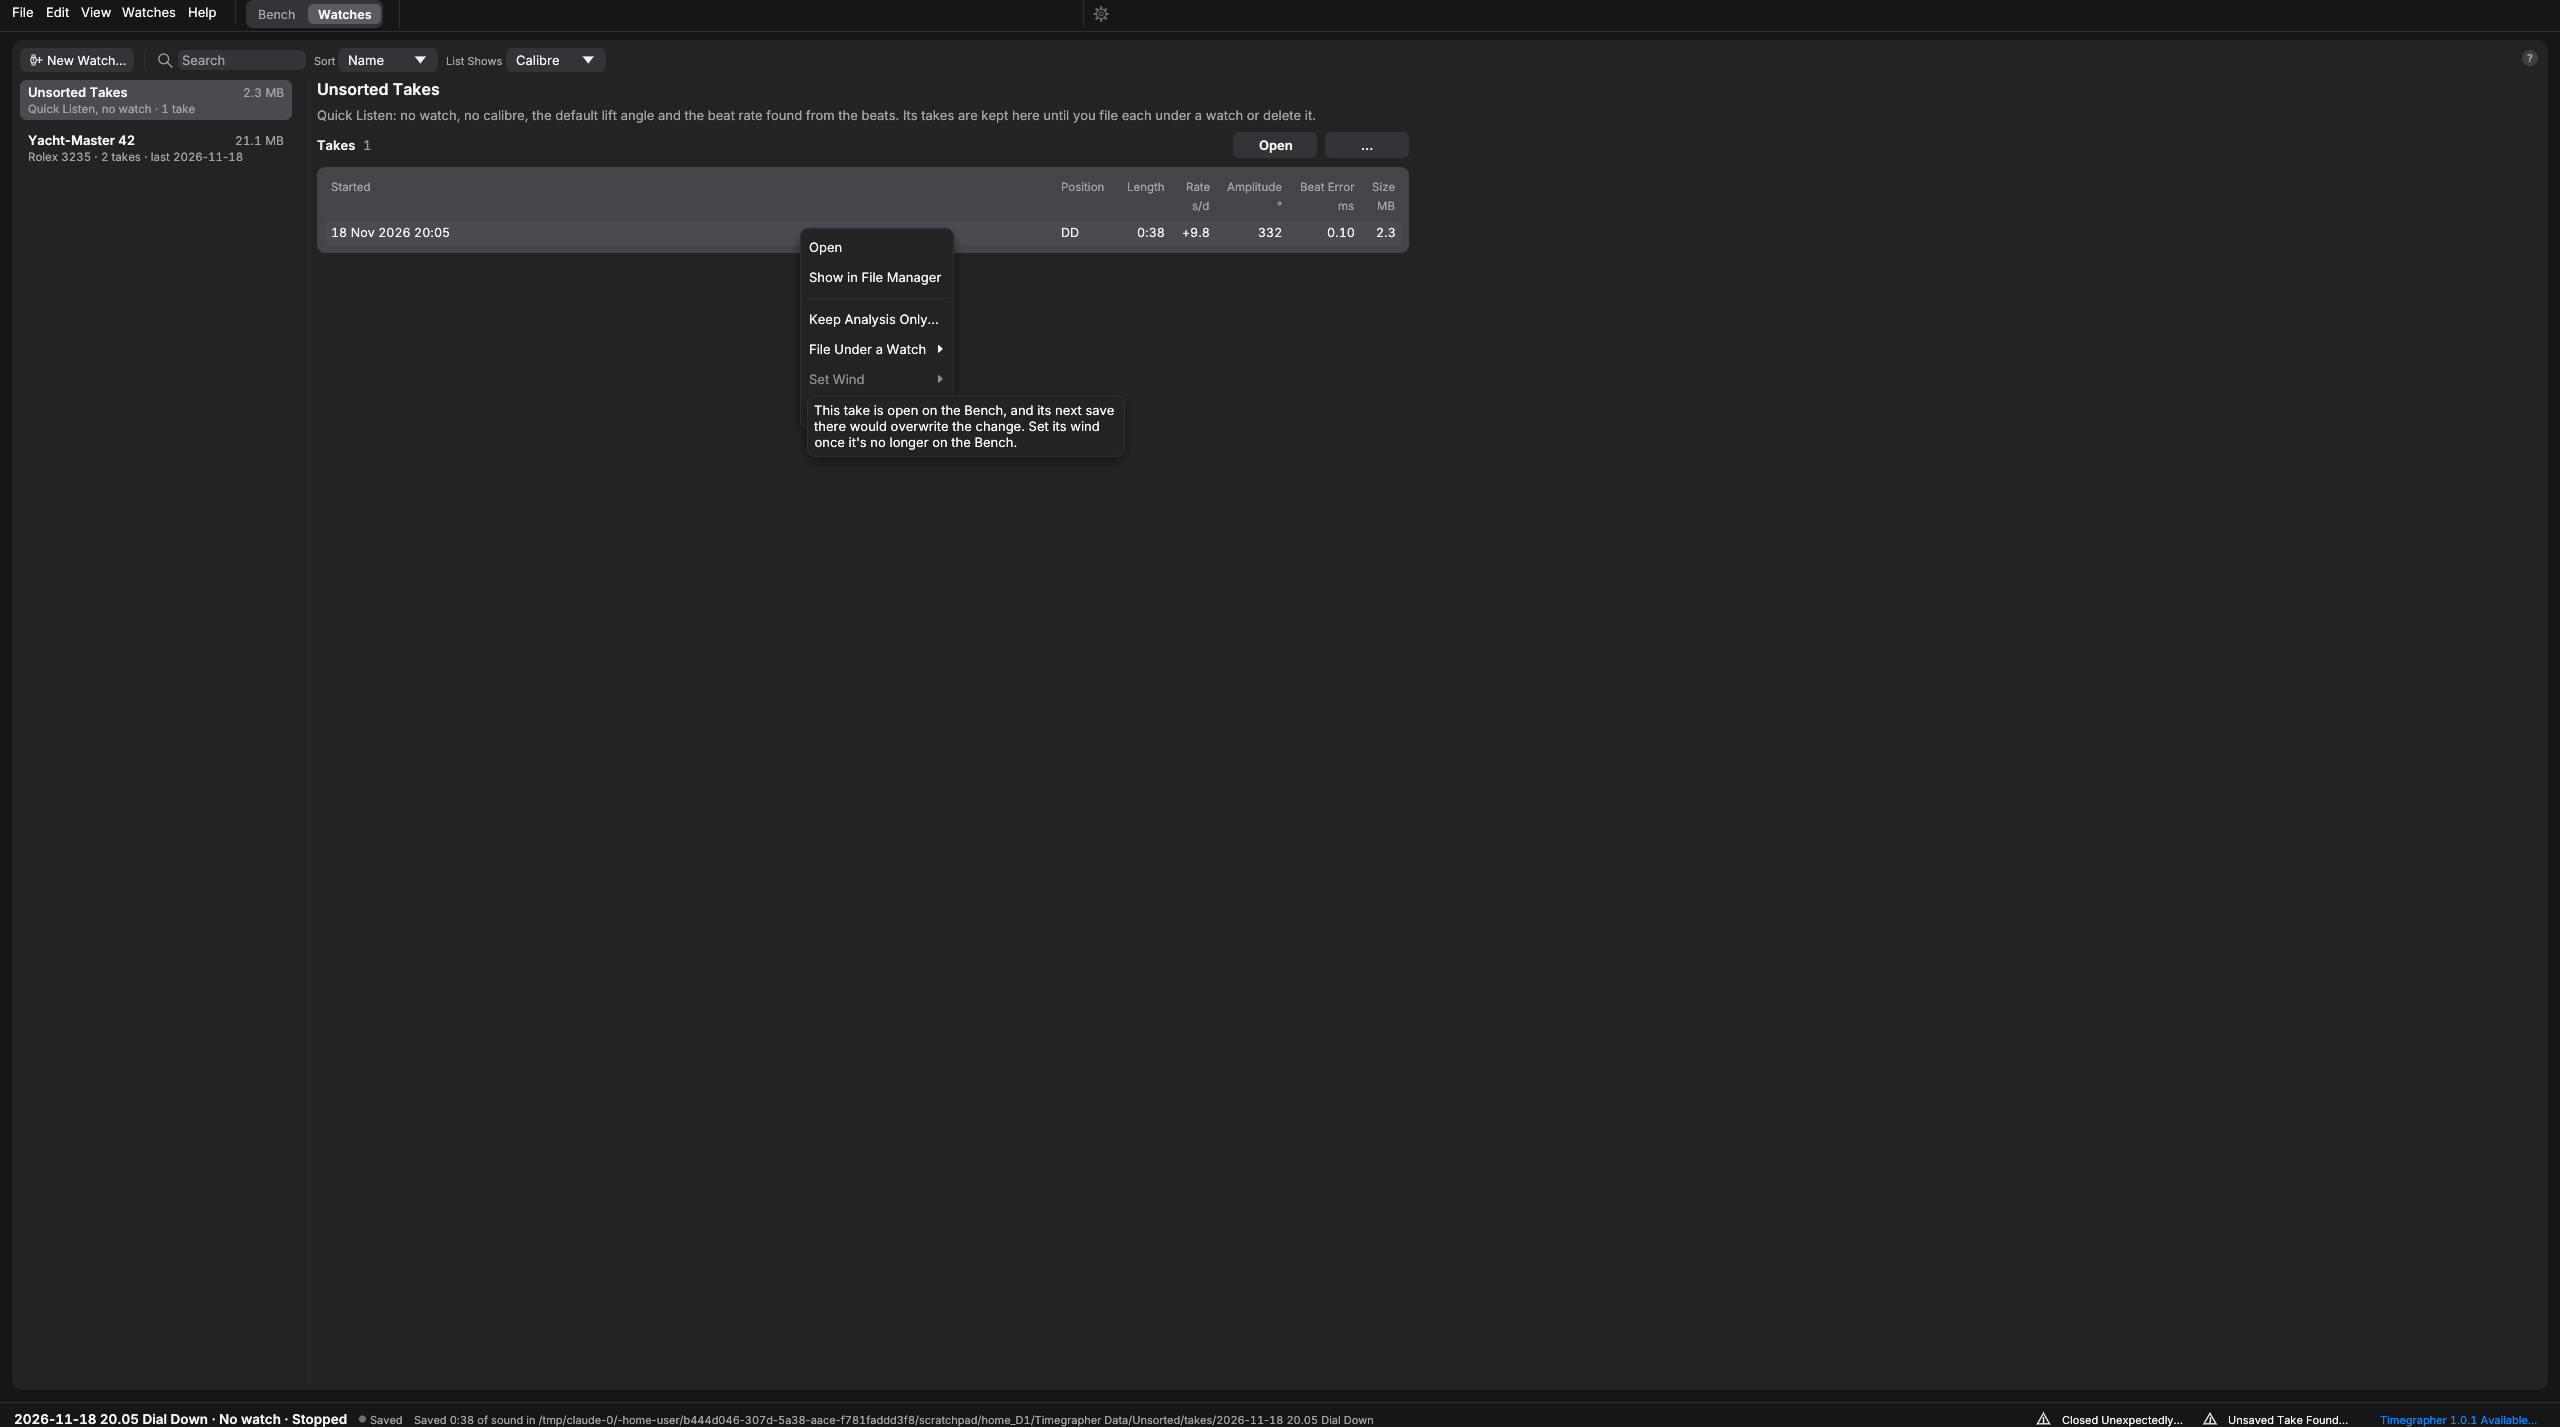 File Edit View Watches Help Bench Watches
New Watch... Search Sort Name List Shows Calibre ?
Unsorted Takes 2.3 MB
Quick Listen, no watch · 1 take
Yacht-Master 42 21.1 MB
Rolex 3235 · 2 takes · last 2026-11-18
Unsorted Takes
Quick Listen: no watch, no calibre, the default lift angle and the beat rate found from the beats. Its takes are kept here until you file each under a watch or delete it.
Takes 1 Open ...
Started Position Length Rate Amplitude Beat Error Size
s/d ° ms MB
18 Nov 2026 20:05 DD 0:38 +9.8 332 0.10 2.3
Open
Show in File Manager
Keep Analysis Only...
File Under a Watch
Set Wind
This take is open on the Bench, and its next save
there would overwrite the change. Set its wind
once it's no longer on the Bench.
2026-11-18 20.05 Dial Down · No watch · Stopped Saved Saved 0:38 of sound in /tmp/claude-0/-home-user/b444d046-307d-5a38-aace-f781faddd3f8/scratchpad/home_D1/Timegrapher Data/Unsorted/takes/2026-11-18 20.05 Dial Down Closed Unexpectedly... Unsaved Take Found... Timegrapher 1.0.1 Available...